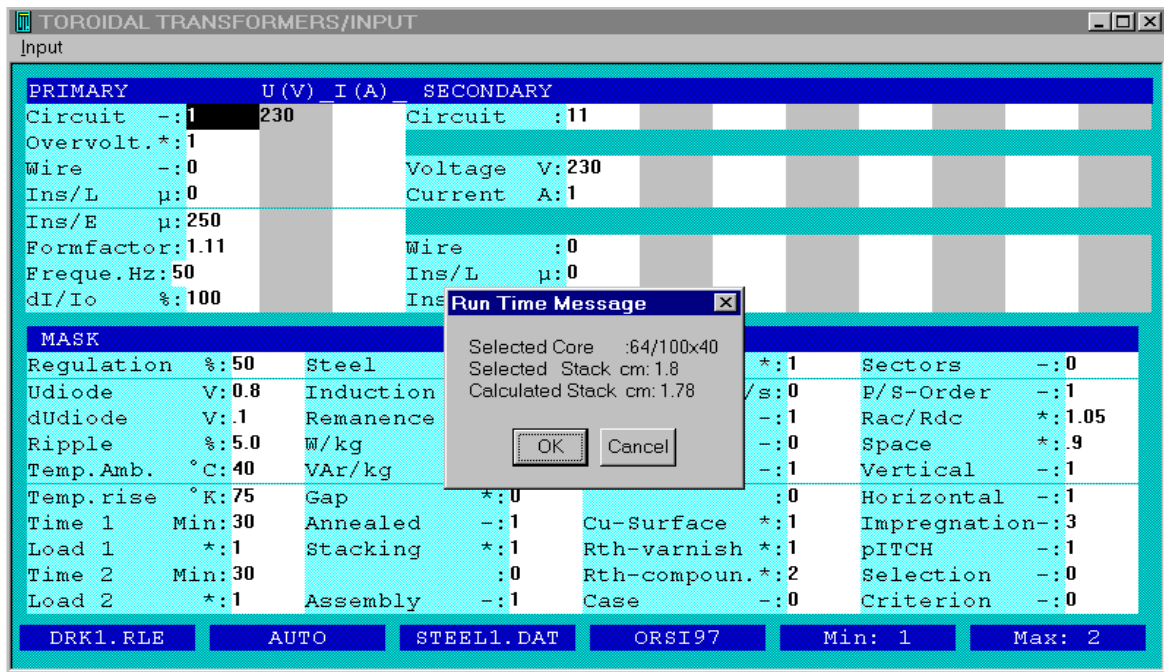 TOROIDAL TRANSFORMERS/INPUT
Input
PRIMARY U(V)_I(A)_ SECONDARY
Circuit -:1 230 Circuit :11
Overvolt.*:1
Wire -:0 Voltage V:230
Ins/L µ:0 Current A:1
Ins/E µ:250
Formfactor:1.11 Wire :0
Freque.Hz:50 Ins/L µ:0
dI/Io %:100 Ins
Run Time Message
Selected Core :64/100x40
Selected Stack cm: 1.8
Calculated Stack cm: 1.78
OK Cancel
MASK
Regulation %:50 Steel *:1 Sectors -:0
Udiode V:0.8 Induction /s:0 P/S-Order -:1
dUdiode V:.1 Remanence -:1 Rac/Rdc *:1.05
Ripple %:5.0 W/kg -:0 Space *:.9
Temp.Amb. °C:40 VAr/kg -:1 Vertical -:1
Temp.rise °K:75 Gap *:0 :0 Horizontal -:1
Time 1 Min:30 Annealed -:1 Cu-Surface *:1 Impregnation-:3
Load 1 *:1 Stacking *:1 Rth-varnish *:1 pITCH -:1
Time 2 Min:30 :0 Rth-compoun.*:2 Selection -:0
Load 2 *:1 Assembly -:1 Case -:0 Criterion -:0
DRK1.RLE AUTO STEEL1.DAT ORSI97 Min: 1 Max: 2